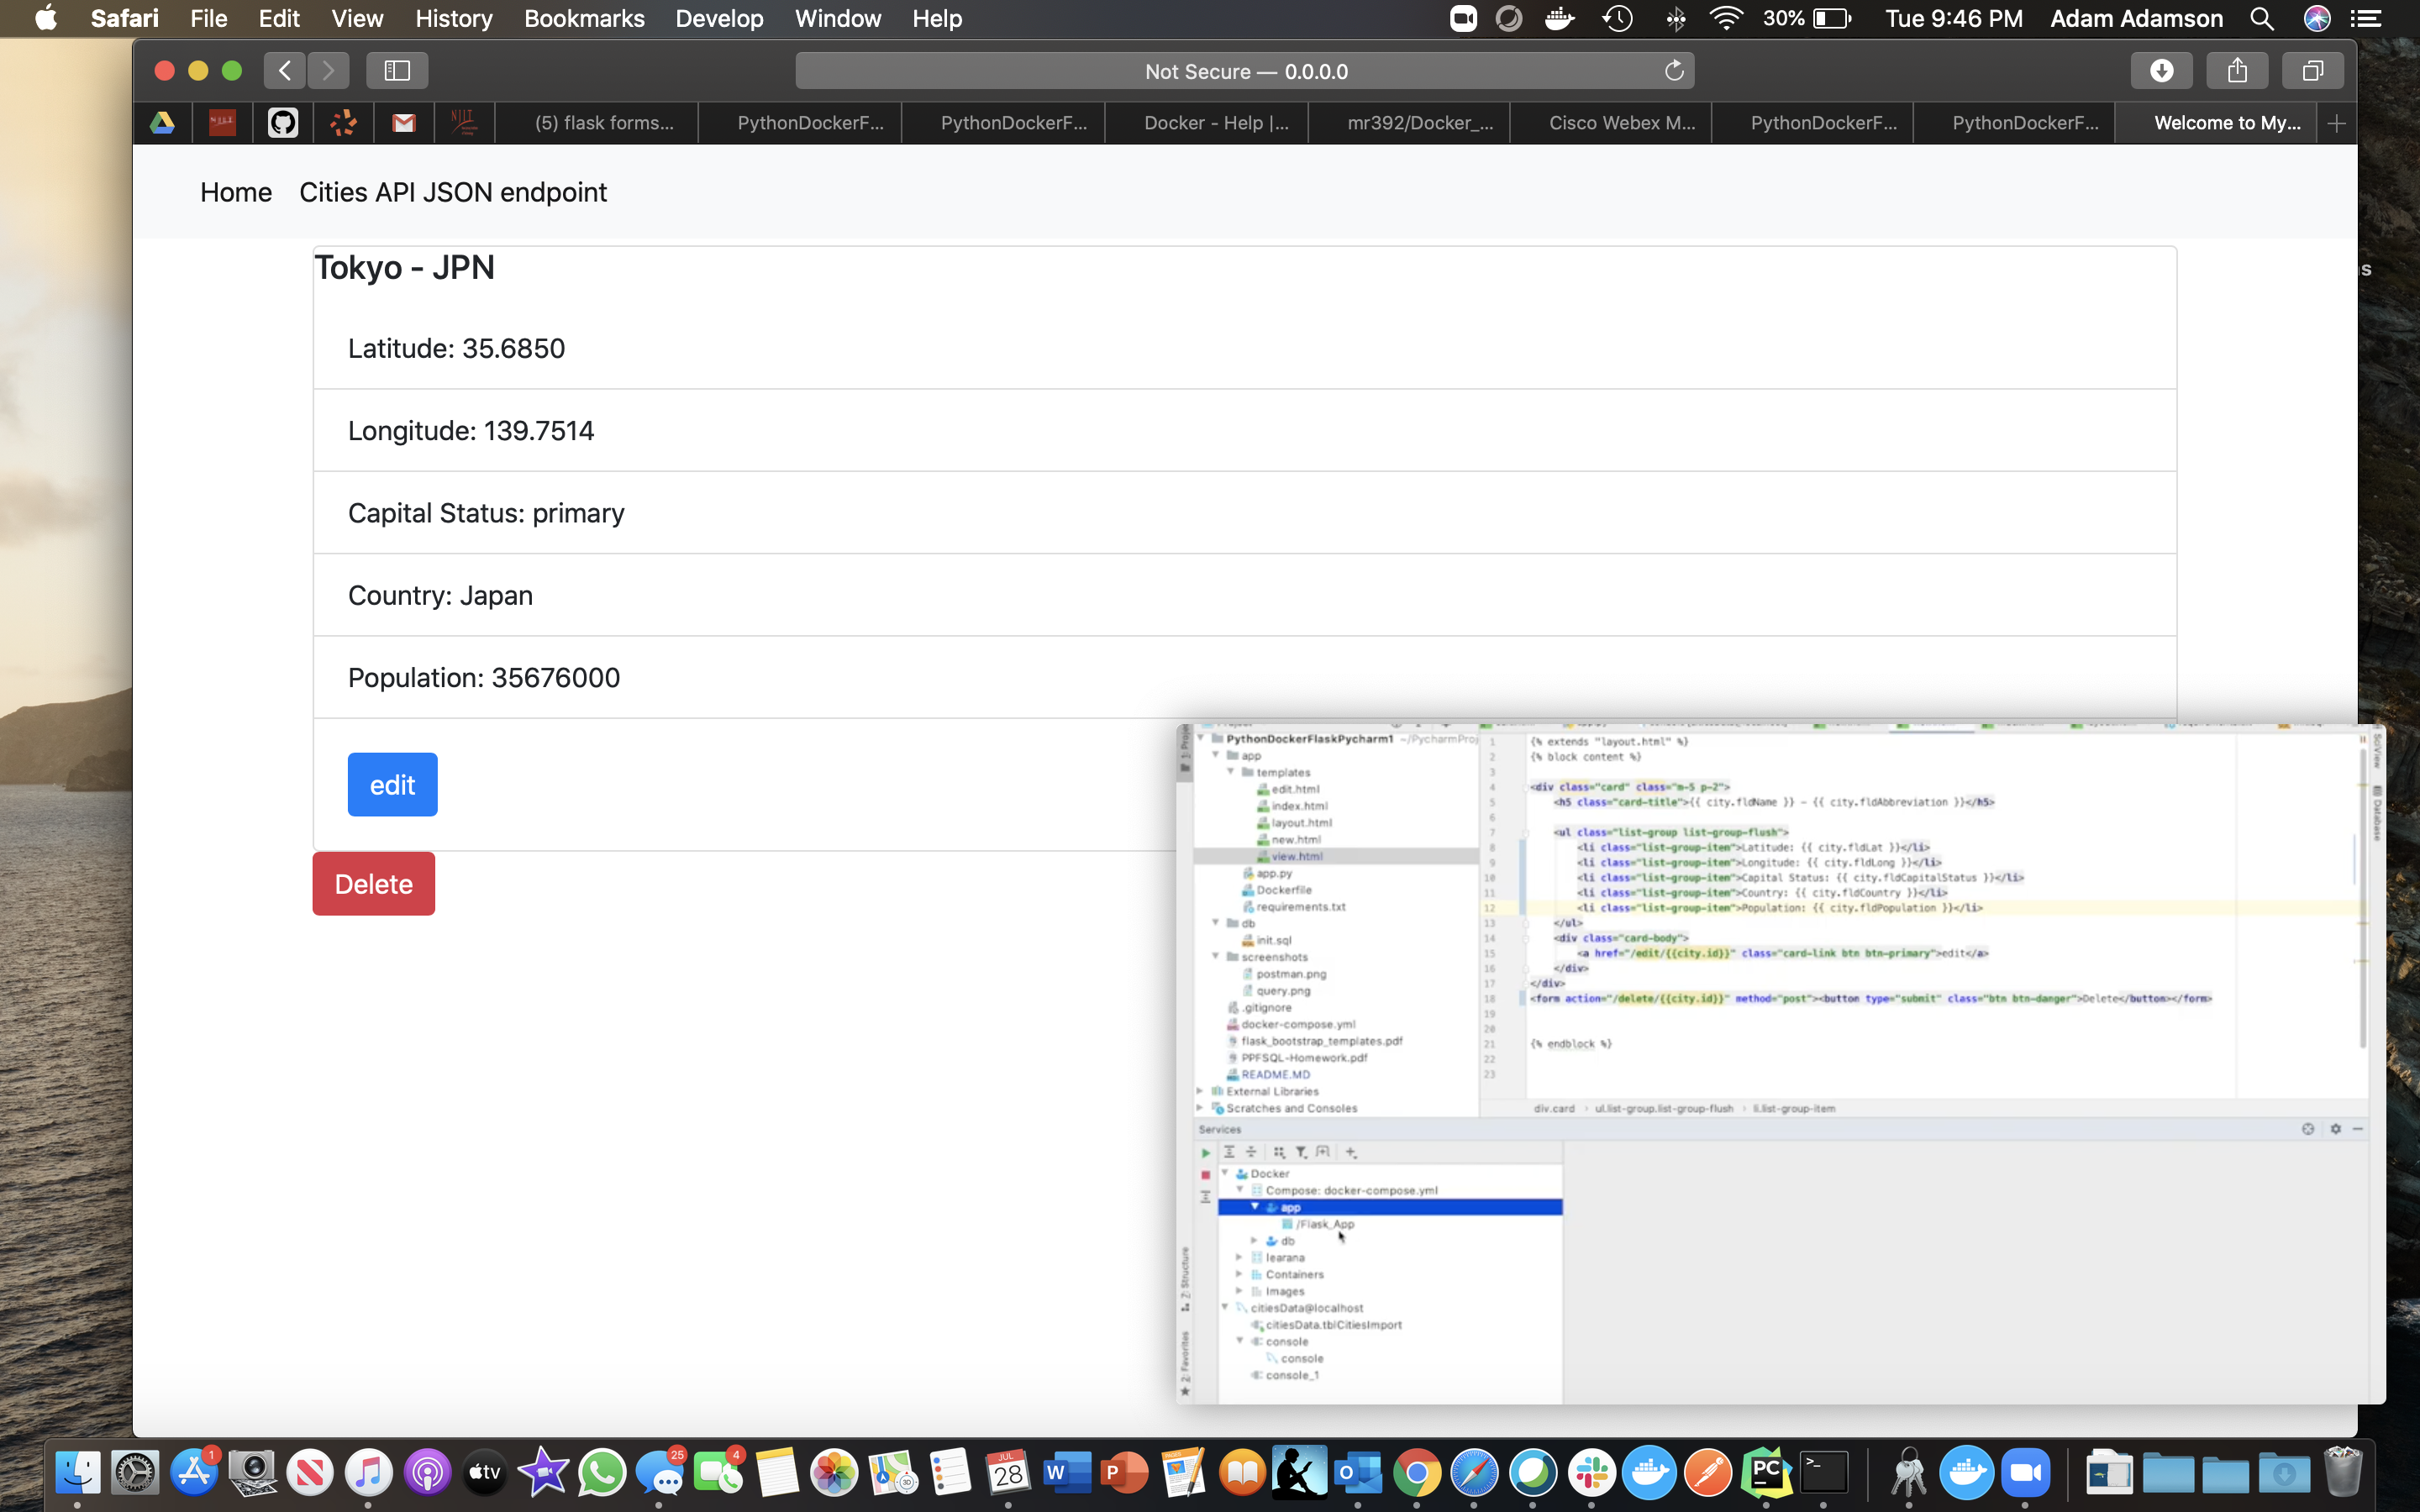 Safari File Edit View History Bookmarks Develop Window Help 30% Tue 9:46 PM Adam Adamson
Not Secure — 0.0.0.0
(5) flask forms... PythonDockerF... PythonDockerF... Docker - Help |... mr392/Docker_... Cisco Webex M... PythonDockerF... PythonDockerF... Welcome to My...
Home Cities API JSON endpoint
Tokyo - JPN
Latitude: 35.6850
Longitude: 139.7514
Capital Status: primary
Country: Japan
Population: 35676000
edit
Delete
PythonDockerFlaskPycharm1 ~/PycharmProj
app
templates
edit.html
index.html
layout.html
new.html
view.html
app.py
Dockerfile
requirements.txt
db
init.sql
screenshots
postman.png
query.png
.gitignore
docker-compose.yml
flask_bootstrap_templates.pdf
PPFSQL-Homework.pdf
README.MD
External Libraries
Scratches and Consoles
1 {% extends "layout.html" %}
2 {% block content %}
3
4 <div class="card" class="m-5 p-2">
5 <h5 class="card-title">{{ city.fldName }} - {{ city.fldAbbreviation }}</h5>
6
7 <ul class="list-group list-group-flush">
8 <li class="list-group-item">Latitude: {{ city.fldLat }}</li>
9 <li class="list-group-item">Longitude: {{ city.fldLong }}</li>
10 <li class="list-group-item">Capital Status: {{ city.fldCapitalStatus }}</li>
11 <li class="list-group-item">Country: {{ city.fldCountry }}</li>
12 <li class="list-group-item">Population: {{ city.fldPopulation }}</li>
13 </ul>
14 <div class="card-body">
15 <a href="/edit/{{city.id}}" class="card-link btn btn-primary">edit</a>
16 </div>
17 </div>
18 <form action="/delete/{{city.id}}" method="post"><button type="submit" class="btn btn-danger">Delete</button></form>
19
20
21 {% endblock %}
22
23
div.card › ul.list-group.list-group-flush › li.list-group-item
SciView
Database
Services
Docker
Compose: docker-compose.yml
app
/Flask_App
db
learana
Containers
Images
citiesData@localhost
citiesData.tblCitiesImport
console
console
console_1
Z: Structure
2: Favorites
1
tv
25
4
JUL
28
W
P
O
PC